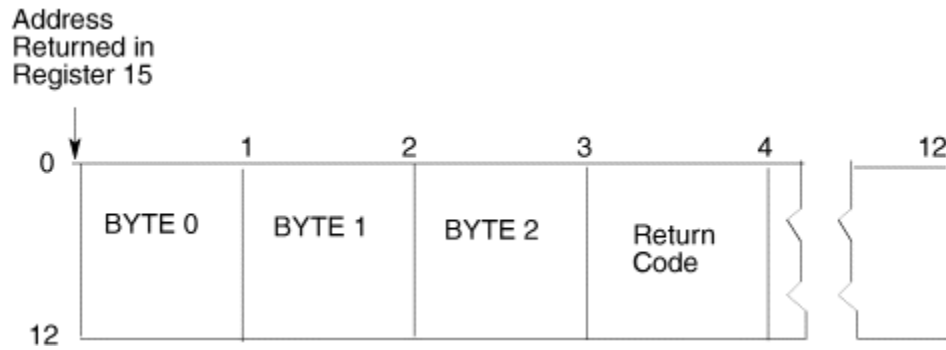 Address
Returned in
Register 15
0 1 2 3 4 12
BYTE 0 BYTE 1 BYTE 2 Return
Code
12